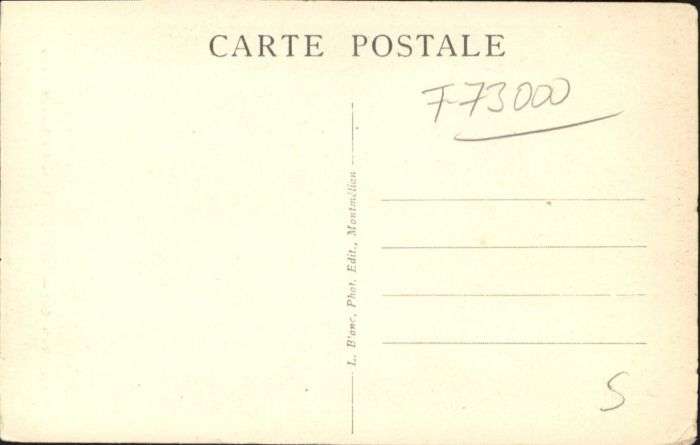 CARTE POSTALE
F-73000
L. Blanc, Phot. Edit., Montmélian
S